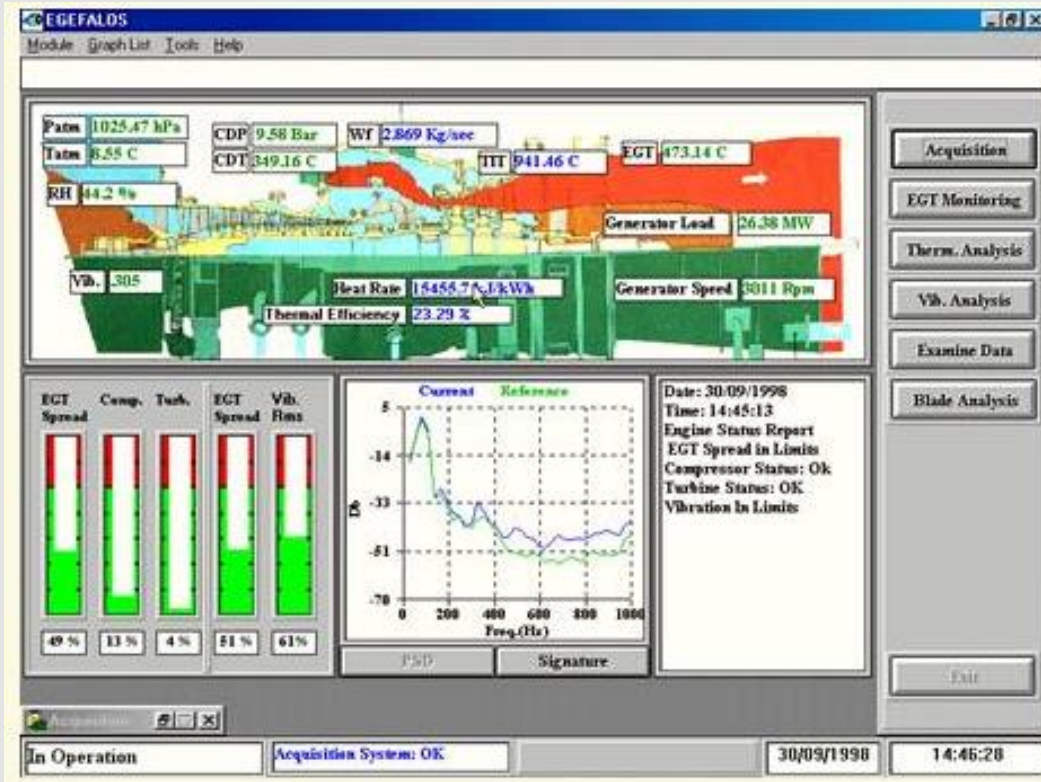 EGEFALOS
Module Graph List Tools Help
Patm 1025.47 hPa
CDP 9.58 Bar
Wf 2.869 Kg/sec
Tatm 8.55 C
CDT 349.16 C
TIT 941.46 C
EGT 473.14 C
RH 44.2 %
Generator Load 26.38 MW
Vib. .305
Heat Rate 15455.7 kJ/kWh
Generator Speed 3011 Rpm
Thermal Efficiency 23.29 %
Acquisition
EGT Monitoring
Therm. Analysis
Vib. Analysis
Examine Data
Blade Analysis
Exit
EGT Spread
Comp.
Turb.
EGT Spread
Vib. Rms
49 % 13 % 4 % 51 % 61%
Current Reference
5
-14
-33
-51
-70
Db
0 200 400 600 800 1000
Freq.(Hz)
PSD Signature
Date: 30/09/1998
Time: 14:45:13
Engine Status Report
EGT Spread in Limits
Compressor Status: Ok
Turbine Status: OK
Vibration In Limits
Acquisition
In Operation
Acquisition System: OK
30/09/1998
14:46:28